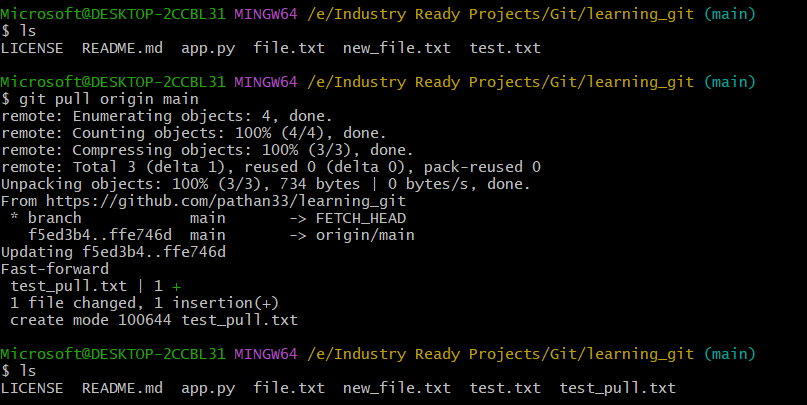 Microsoft@DESKTOP-2CCBL31 MINGW64 /e/Industry Ready Projects/Git/learning_git (main)
$ ls
LICENSE  README.md  app.py  file.txt  new_file.txt  test.txt

Microsoft@DESKTOP-2CCBL31 MINGW64 /e/Industry Ready Projects/Git/learning_git (main)
$ git pull origin main
remote: Enumerating objects: 4, done.
remote: Counting objects: 100% (4/4), done.
remote: Compressing objects: 100% (3/3), done.
remote: Total 3 (delta 1), reused 0 (delta 0), pack-reused 0
Unpacking objects: 100% (3/3), 734 bytes | 0 bytes/s, done.
From https://github.com/pathan33/learning_git
 * branch            main       -> FETCH_HEAD
   f5ed3b4..ffe746d  main       -> origin/main
Updating f5ed3b4..ffe746d
Fast-forward
 test_pull.txt | 1 +
 1 file changed, 1 insertion(+)
 create mode 100644 test_pull.txt

Microsoft@DESKTOP-2CCBL31 MINGW64 /e/Industry Ready Projects/Git/learning_git (main)
$ ls
LICENSE  README.md  app.py  file.txt  new_file.txt  test.txt  test_pull.txt